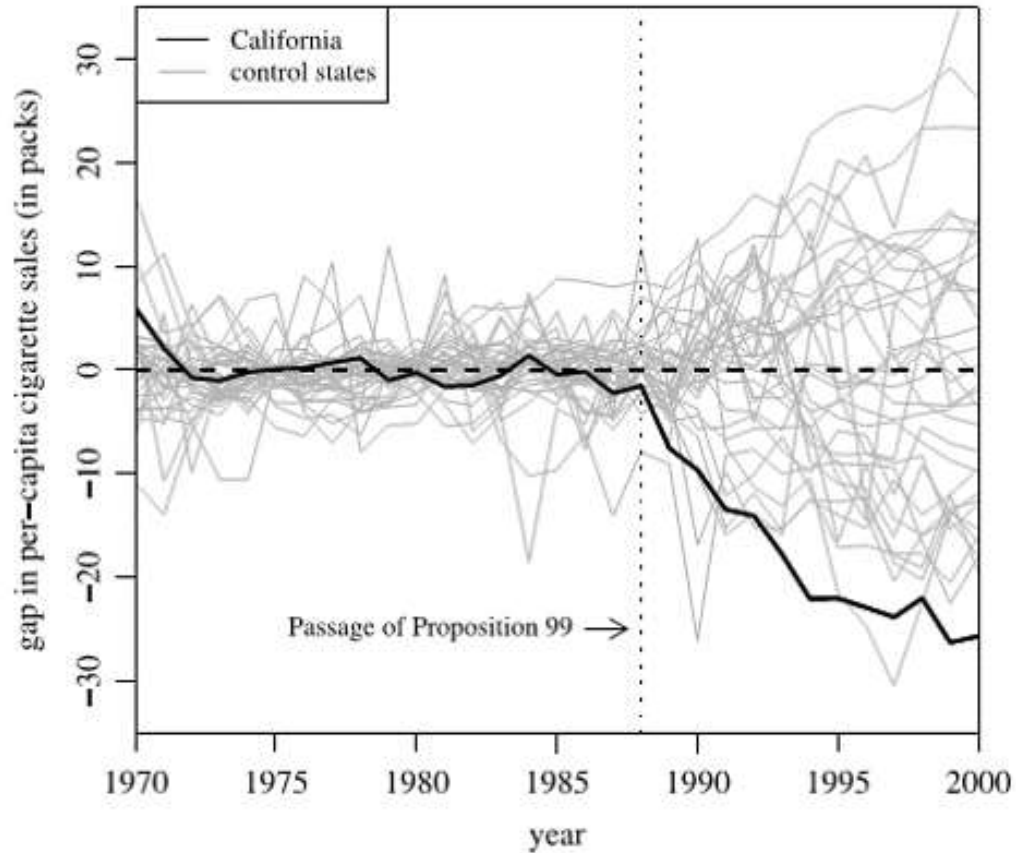 California
control states
30
20
10
0
−10
−20
−30
gap in per−capita cigarette sales (in packs)
Passage of Proposition 99
1970
1975
1980
1985
1990
1995
2000
year